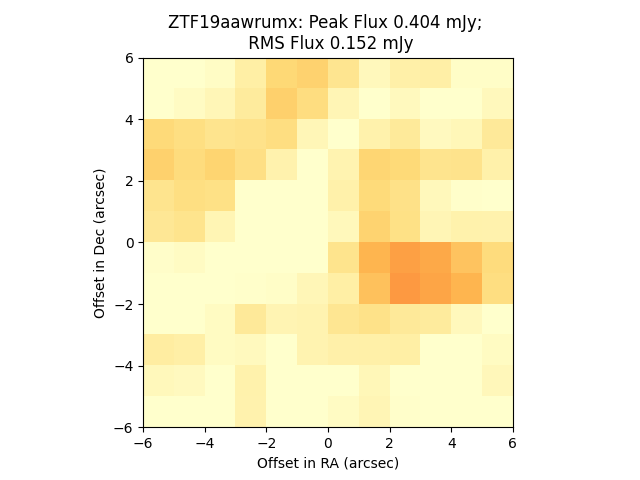 ZTF19aawrumx: Peak Flux 0.404 mJy;
RMS Flux 0.152 mJy
6
4
2
0
−2
−4
−6
Offset in Dec (arcsec)
−6 −4 −2 0 2 4 6
Offset in RA (arcsec)